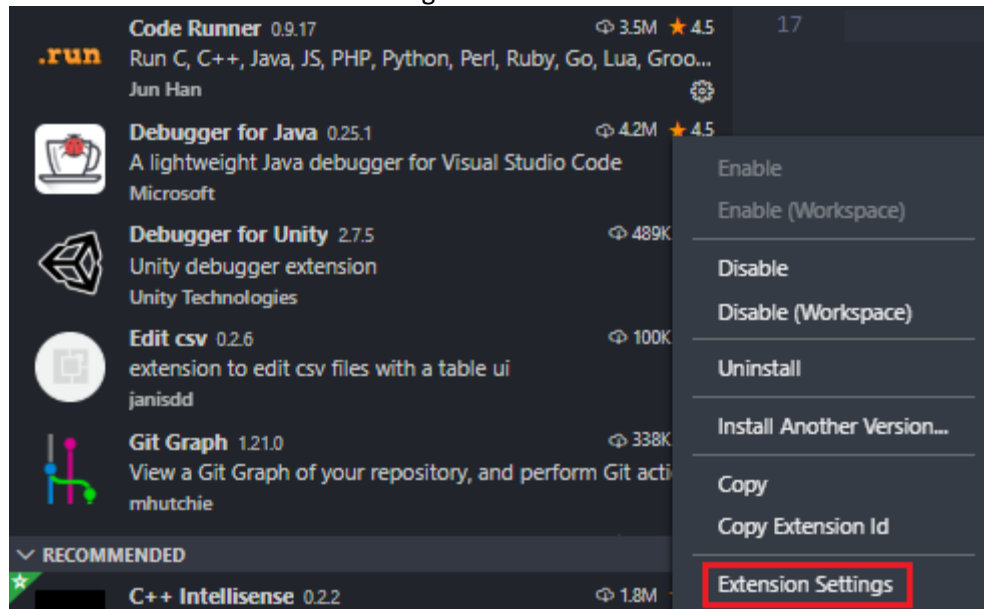 Code Runner 0.9.17 3.5M ★ 4.5
17
.run
Run C, C++, Java, JS, PHP, Python, Perl, Ruby, Go, Lua, Groo...
Jun Han
Debugger for Java 0.25.1 4.2M ★ 4.5
A lightweight Java debugger for Visual Studio Code
Microsoft
Debugger for Unity 2.7.5 489K
Unity debugger extension
Unity Technologies
Edit csv 0.2.6 100K
extension to edit csv files with a table ui
janisdd
Git Graph 1.21.0 338K
View a Git Graph of your repository, and perform Git acti
mhutchie
RECOMMENDED
C++ Intellisense 0.2.2 1.8M
Enable
Enable (Workspace)
Disable
Disable (Workspace)
Uninstall
Install Another Version...
Copy
Copy Extension Id
Extension Settings